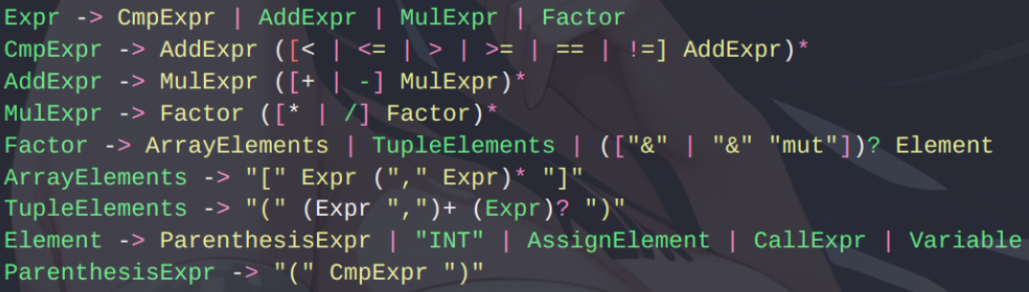 Expr -> CmpExpr | AddExpr | MulExpr | Factor
CmpExpr -> AddExpr ([< | <= | > | >= | == | !=] AddExpr)*
AddExpr -> MulExpr ([+ | -] MulExpr)*
MulExpr -> Factor ([* | /] Factor)*
Factor -> ArrayElements | TupleElements | (["&" | "&" "mut"])? Element
ArrayElements -> "[" Expr ("," Expr)* "]"
TupleElements -> "(" (Expr ",")+ (Expr)? ")"
Element -> ParenthesisExpr | "INT" | AssignElement | CallExpr | Variable
ParenthesisExpr -> "(" CmpExpr ")"